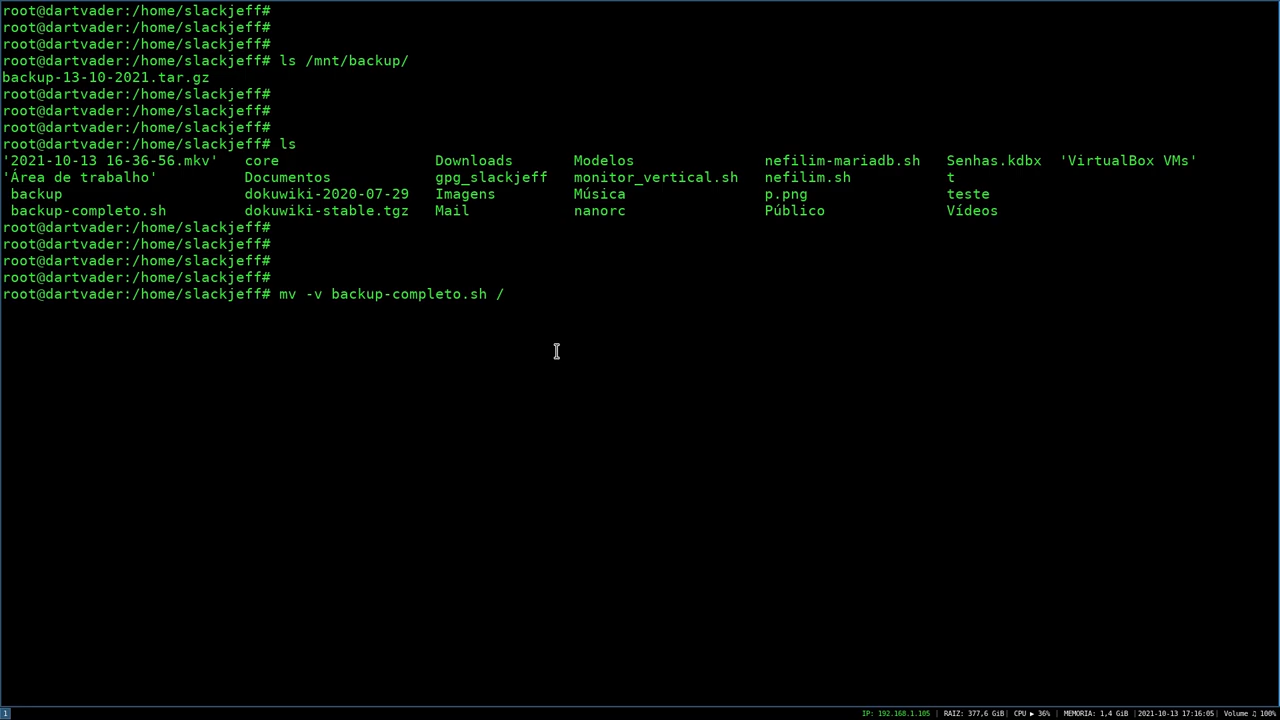 root@dartvader:/home/slackjeff#
root@dartvader:/home/slackjeff#
root@dartvader:/home/slackjeff#
root@dartvader:/home/slackjeff# ls /mnt/backup/
backup-13-10-2021.tar.gz
root@dartvader:/home/slackjeff#
root@dartvader:/home/slackjeff#
root@dartvader:/home/slackjeff#
root@dartvader:/home/slackjeff# ls
'2021-10-13 16-36-56.mkv'   core                  Downloads       Modelos               nefilim-mariadb.sh   Senhas.kdbx  'VirtualBox VMs'
'Área de trabalho'          Documentos            gpg_slackjeff   monitor_vertical.sh   nefilim.sh           t
 backup                     dokuwiki-2020-07-29   Imagens         Música                p.png                teste
 backup-completo.sh         dokuwiki-stable.tgz   Mail            nanorc                Público              Vídeos
root@dartvader:/home/slackjeff#
root@dartvader:/home/slackjeff#
root@dartvader:/home/slackjeff#
root@dartvader:/home/slackjeff#
root@dartvader:/home/slackjeff# mv -v backup-completo.sh /
1 IP: 192.168.1.105 | RAIZ: 377,6 GiB| CPU ▶ 36% | MEMORIA: 1,4 GiB |2021-10-13 17:16:05| Volume ♫ 100%